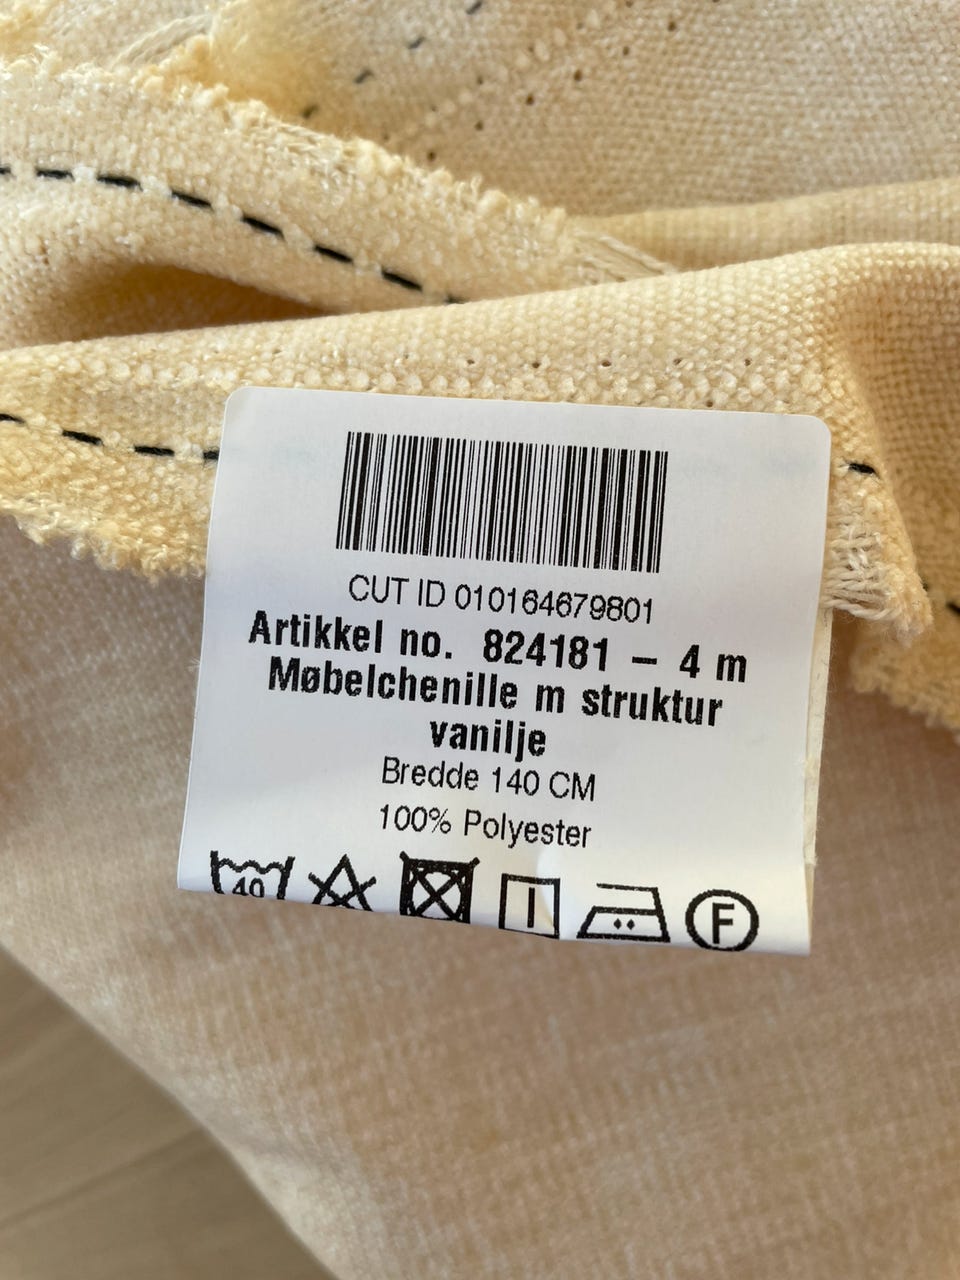 CUT ID 010164679801
Artikkel no. 824181 – 4 m
Møbelchenille m struktur
vanilje
Bredde 140 CM
100% Polyester
40
F